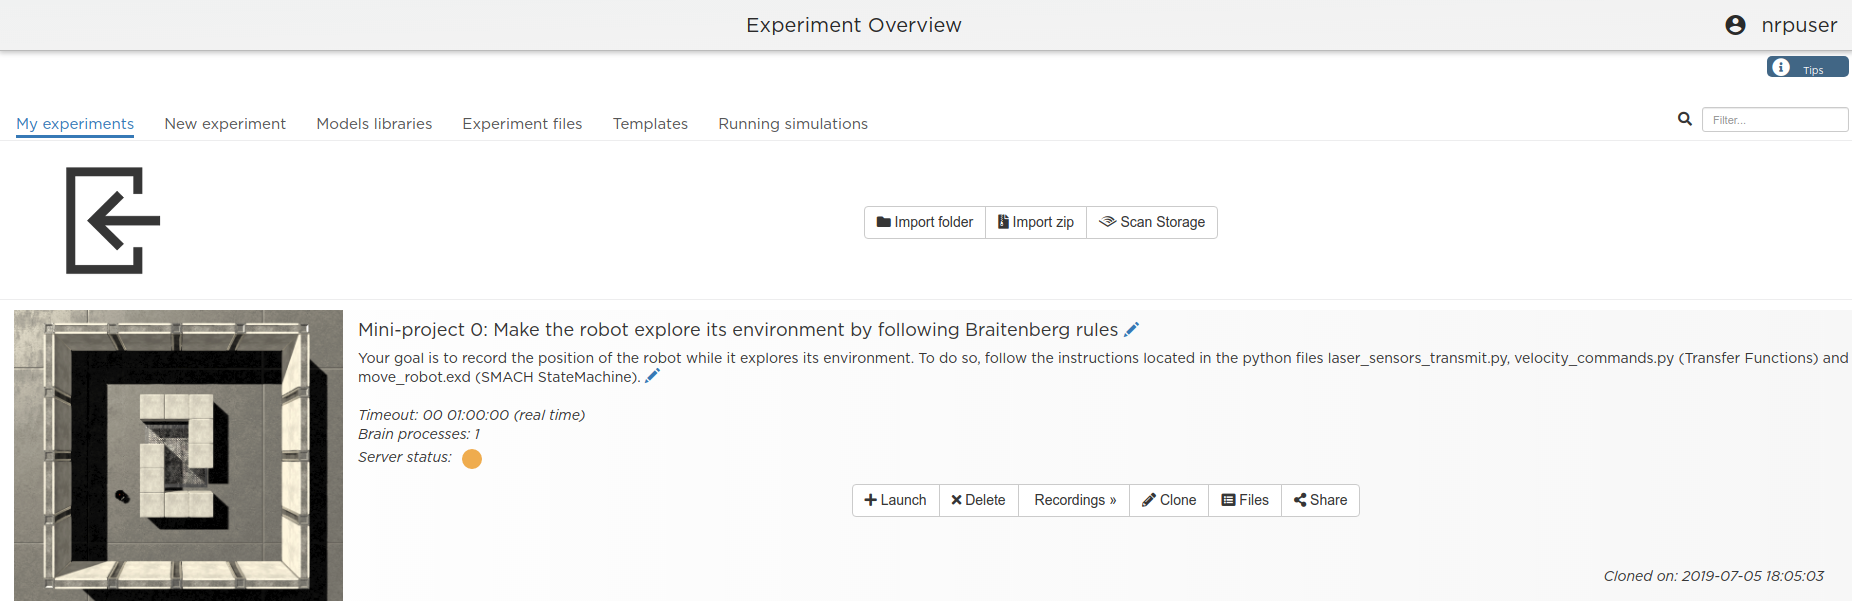 Experiment Overview
nrpuser
Tips
My experiments New experiment Models libraries Experiment files Templates Running simulations
Filter...
Import folder Import zip Scan Storage
Mini-project 0: Make the robot explore its environment by following Braitenberg rules
Your goal is to record the position of the robot while it explores its environment. To do so, follow the instructions located in the python files laser_sensors_transmit.py, velocity_commands.py (Transfer Functions) and
move_robot.exd (SMACH StateMachine).
Timeout: 00 01:00:00 (real time)
Brain processes: 1
Server status:
Launch Delete Recordings » Clone Files Share
Cloned on: 2019-07-05 18:05:03